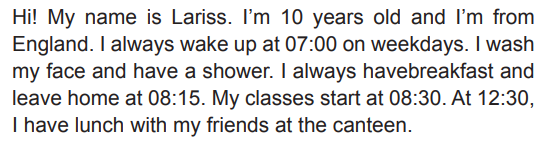 Hi! My name is Lariss. I’m 10 years old and I’m from
England. I always wake up at 07:00 on weekdays. I wash
my face and have a shower. I always havebreakfast and
leave home at 08:15. My classes start at 08:30. At 12:30,
I have lunch with my friends at the canteen.